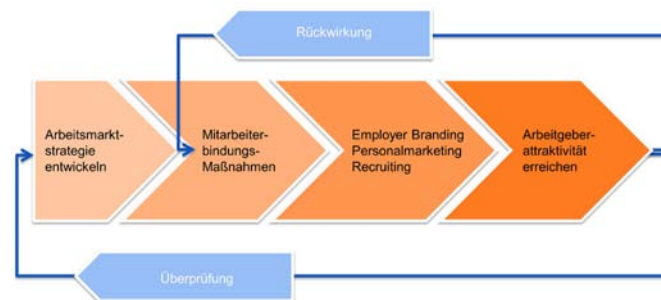 Rückwirkung
Arbeitsmarkt-
strategie
entwickeln
Mitarbeiter-
bindungs-
Maßnahmen
Employer Branding
Personalmarketing
Recruiting
Arbeitgeber-
attraktivität
erreichen
Überprüfung